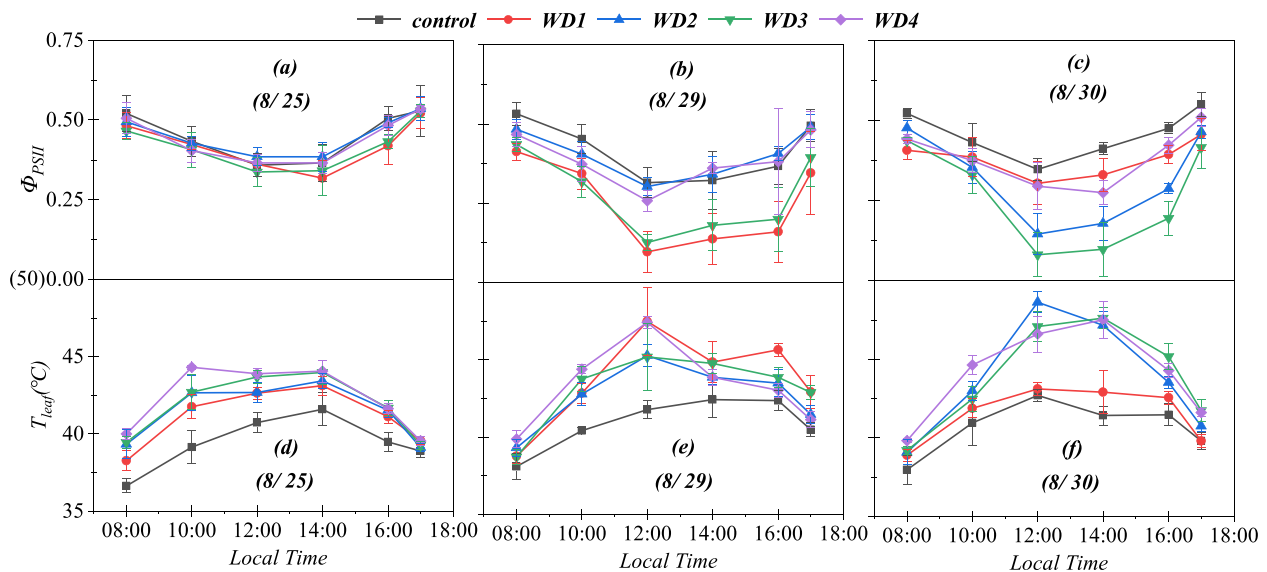 control WD1 WD2 WD3 WD4
0.75
0.50
0.25
(50)0.00
45
40
35
Φ_PSII
T_leaf(°C)
(a)
(8/ 25)
(b)
(8/ 29)
(c)
(8/ 30)
(d)
(8/ 25)
(e)
(8/ 29)
(f)
(8/ 30)
08:00 10:00 12:00 14:00 16:00 18:00
08:00 10:00 12:00 14:00 16:00 18:00
08:00 10:00 12:00 14:00 16:00 18:00
Local Time
Local Time
Local Time